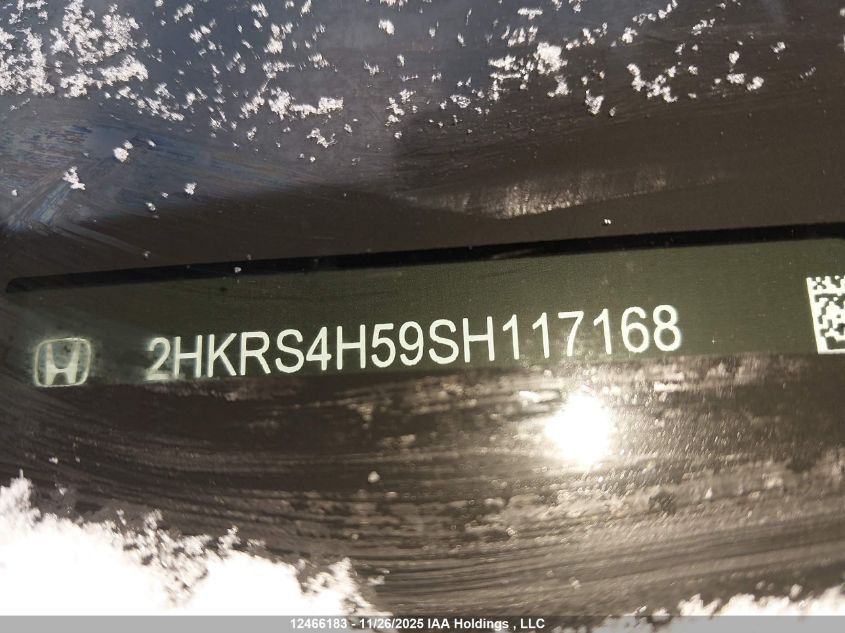 2HKRS4H59SH117168
12466183 - 11/26/2025 IAA Holdings , LLC